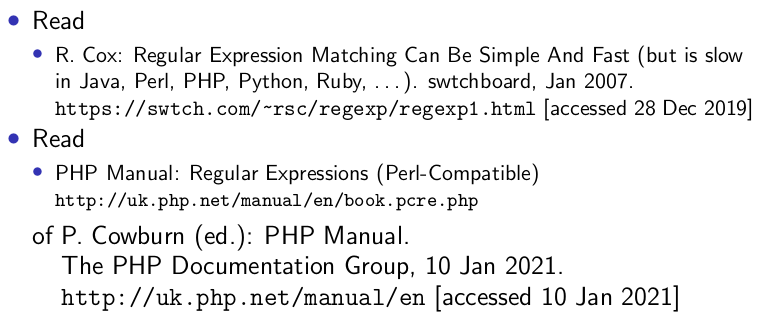 • Read
• R. Cox: Regular Expression Matching Can Be Simple And Fast (but is slow
in Java, Perl, PHP, Python, Ruby, ...). swtchboard, Jan 2007.
https://swtch.com/~rsc/regexp/regexp1.html [accessed 28 Dec 2019]
• Read
• PHP Manual: Regular Expressions (Perl-Compatible)
http://uk.php.net/manual/en/book.pcre.php
of P. Cowburn (ed.): PHP Manual.
The PHP Documentation Group, 10 Jan 2021.
http://uk.php.net/manual/en [accessed 10 Jan 2021]